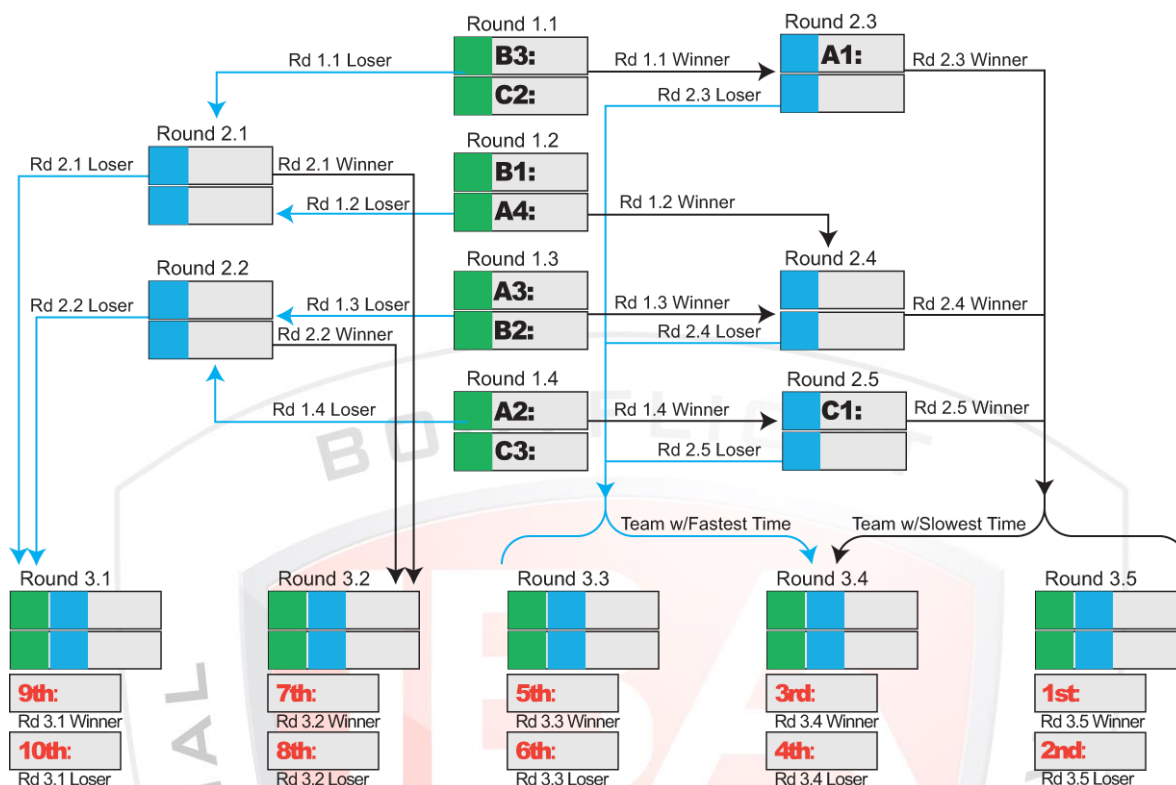 Round 1.1
Round 2.3
B3:
A1:
Rd 1.1 Loser
Rd 1.1 Winner
Rd 2.3 Winner
C2:
Rd 2.3 Loser
Round 2.1
Round 1.2
Rd 2.1 Loser
Rd 2.1 Winner
B1:
Rd 1.2 Loser
A4:
Rd 1.2 Winner
Round 2.2
Round 1.3
Round 2.4
Rd 2.2 Loser
Rd 1.3 Loser
A3:
Rd 1.3 Winner
Rd 2.4 Winner
Rd 2.2 Winner
B2:
Rd 2.4 Loser
Round 1.4
Round 2.5
Rd 1.4 Loser
A2:
Rd 1.4 Winner
C1:
Rd 2.5 Winner
C3:
Rd 2.5 Loser
Team w/Fastest Time
Team w/Slowest Time
Round 3.1
Round 3.2
Round 3.3
Round 3.4
Round 3.5
9th:
7th:
5th:
3rd:
1st:
Rd 3.1 Winner
Rd 3.2 Winner
Rd 3.3 Winner
Rd 3.4 Winner
Rd 3.5 Winner
10th:
8th:
6th:
4th:
2nd:
Rd 3.1 Loser
Rd 3.2 Loser
Rd 3.3 Loser
Rd 3.4 Loser
Rd 3.5 Loser